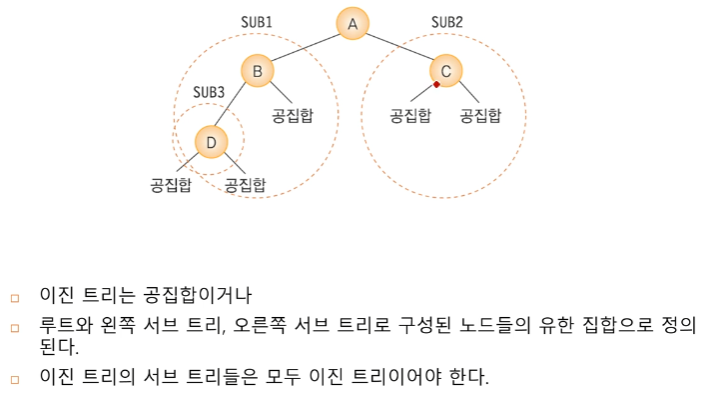 SUB1
A
SUB2
B
C
SUB3
공집합
공집합
공집합
D
공집합
공집합
이진 트리는 공집합이거나
루트와 왼쪽 서브 트리, 오른쪽 서브 트리로 구성된 노드들의 유한 집합으로 정의
된다.
이진 트리의 서브 트리들은 모두 이진 트리이어야 한다.